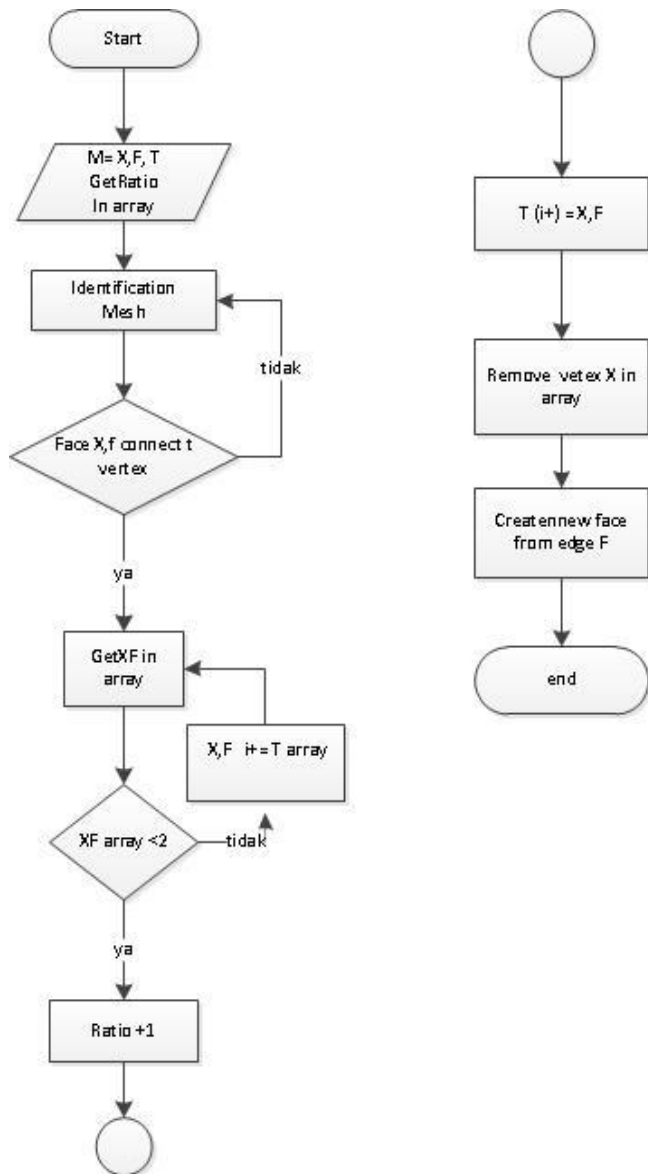 Start
M= X,F, T
GetRatio
In array
Identification
Mesh
tidak
Face X,f connect t
vertex
ya
GetXF in
array
X,F i+=T array
XF array <2
tidak
ya
Ratio +1
T (i+) =X,F
Remove vetex X in
array
Creatennew face
from edge F
end